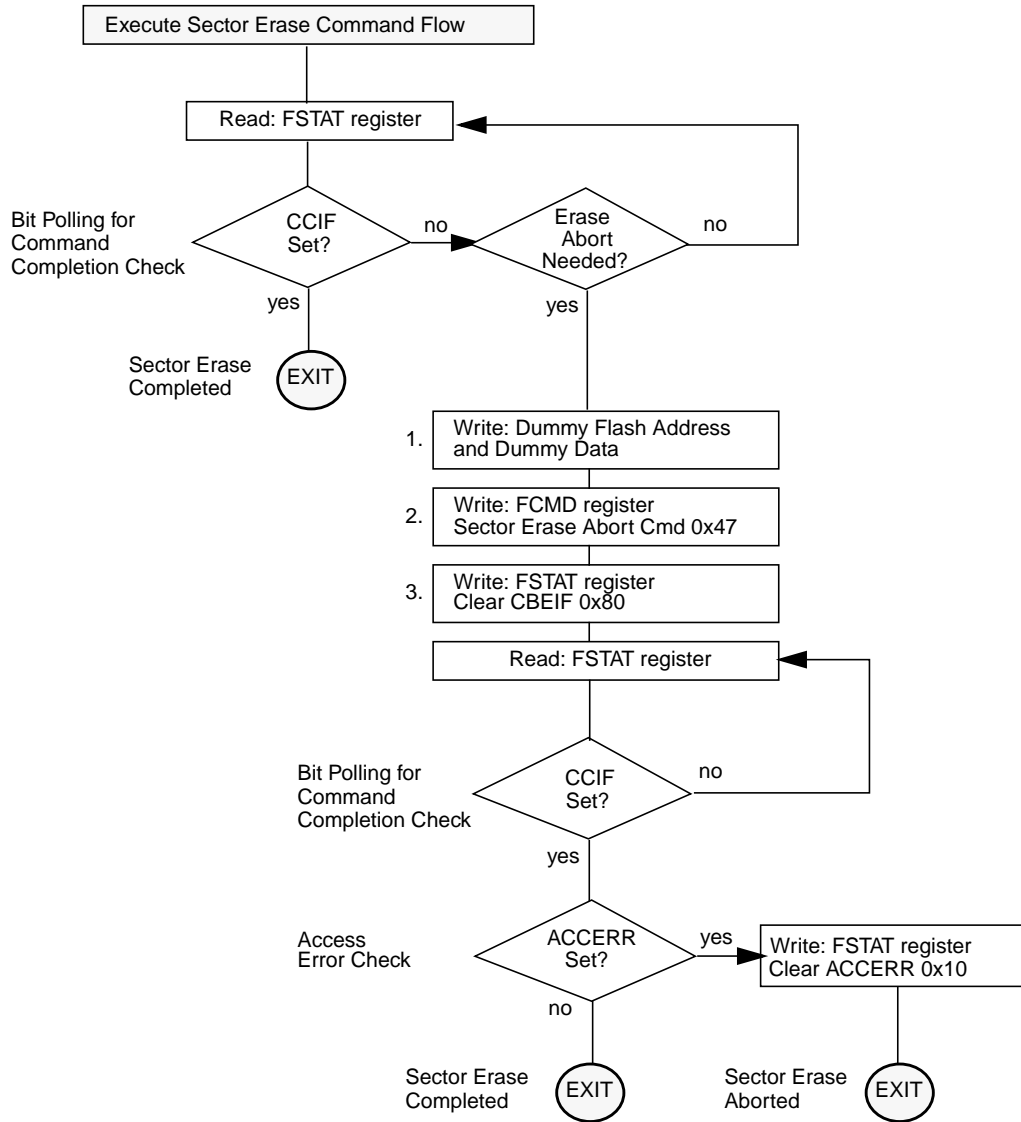 Execute Sector Erase Command Flow
Read: FSTAT register
Bit Polling for
Command
Completion Check
CCIF
Set?
no
Erase
Abort
Needed?
no
yes
yes
Sector Erase
Completed
EXIT
1.
Write: Dummy Flash Address
and Dummy Data
2.
Write: FCMD register
Sector Erase Abort Cmd 0x47
3.
Write: FSTAT register
Clear CBEIF 0x80
Read: FSTAT register
Bit Polling for
Command
Completion Check
CCIF
Set?
no
yes
Access
Error Check
ACCERR
Set?
yes
Write: FSTAT register
Clear ACCERR 0x10
no
Sector Erase
Completed
EXIT
Sector Erase
Aborted
EXIT